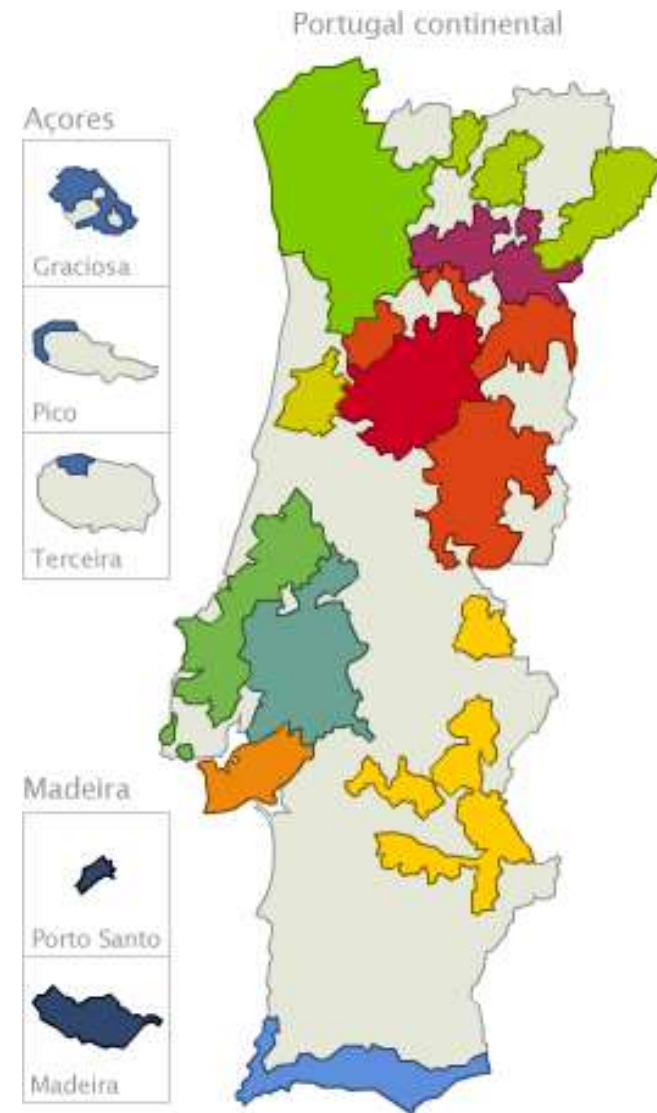 Portugal continental
Açores
Graciosa
Pico
Terceira
Madeira
Porto Santo
Madeira